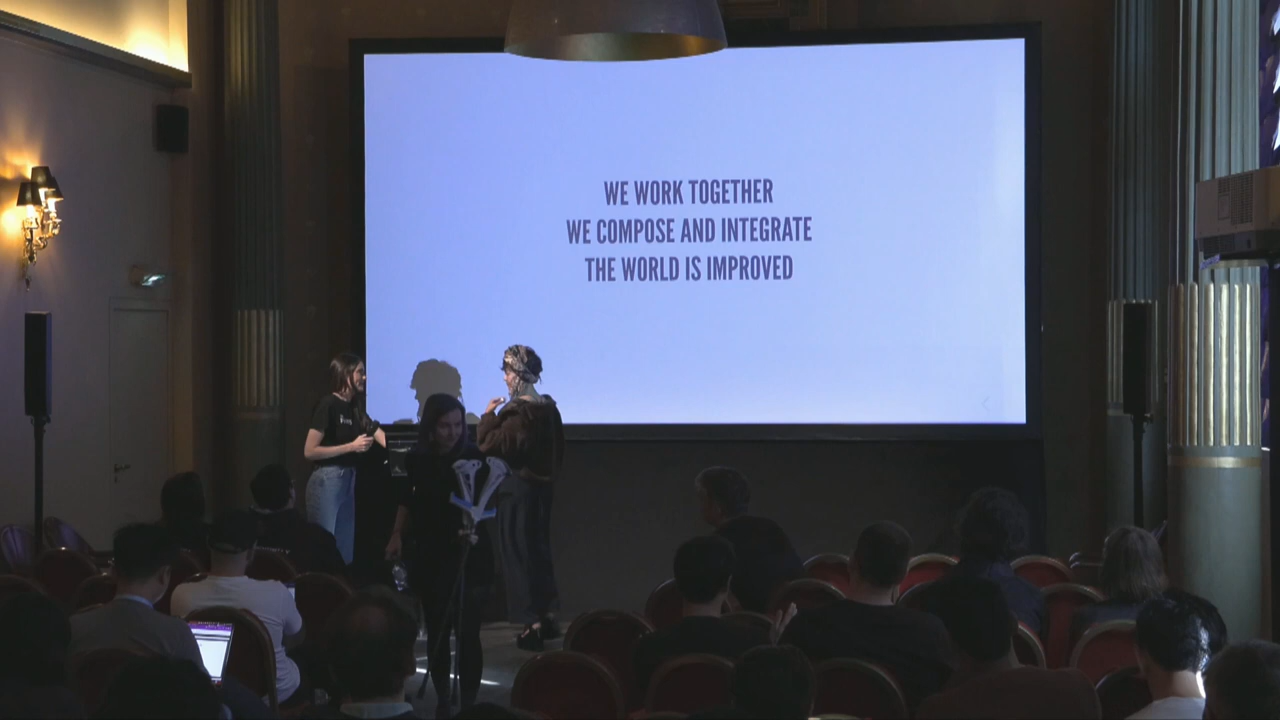 WE WORK TOGETHER
WE COMPOSE AND INTEGRATE
THE WORLD IS IMPROVED